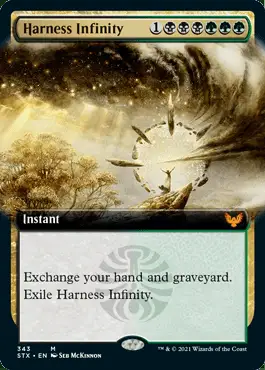 Harness Infinity 1
Instant
Exchange your hand and graveyard.
Exile Harness Infinity.
343 M
STX • EN Seb McKinnon
™ & © 2021 Wizards of the Coast